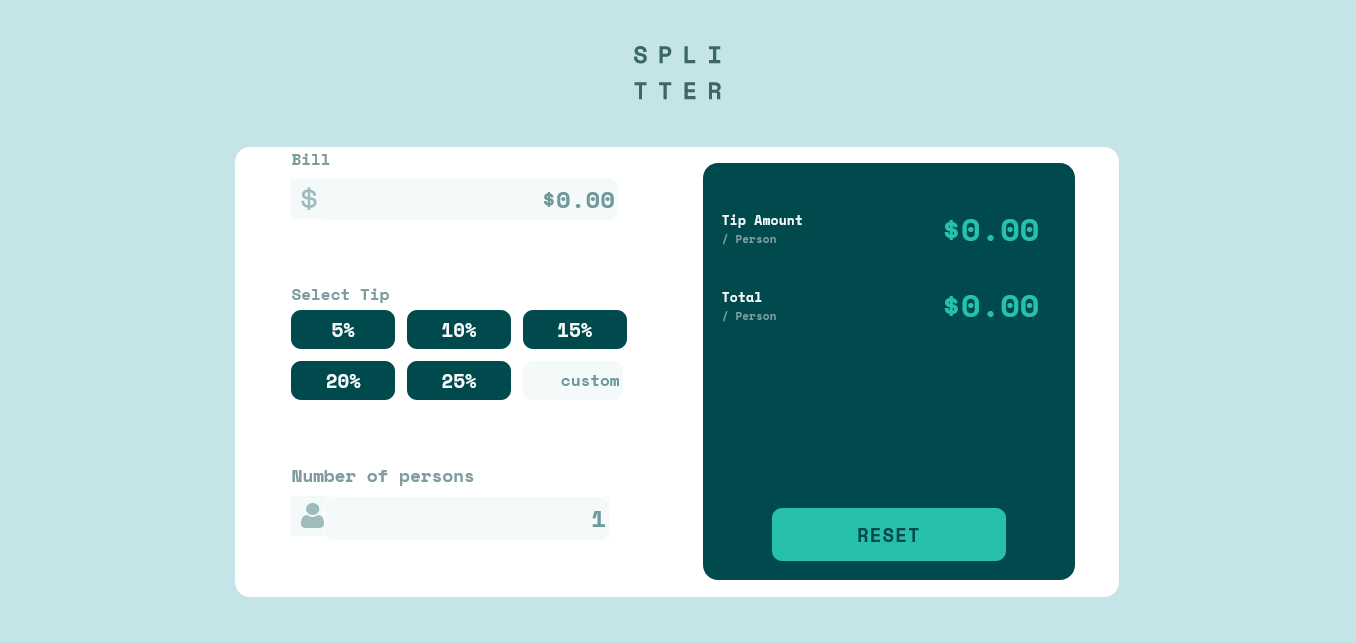 SPLI
TTER
Bill
$ $0.00
Select Tip
5% 10% 15%
20% 25% custom
Number of persons
1
Tip Amount
/ Person
$0.00
Total
/ Person
$0.00
RESET